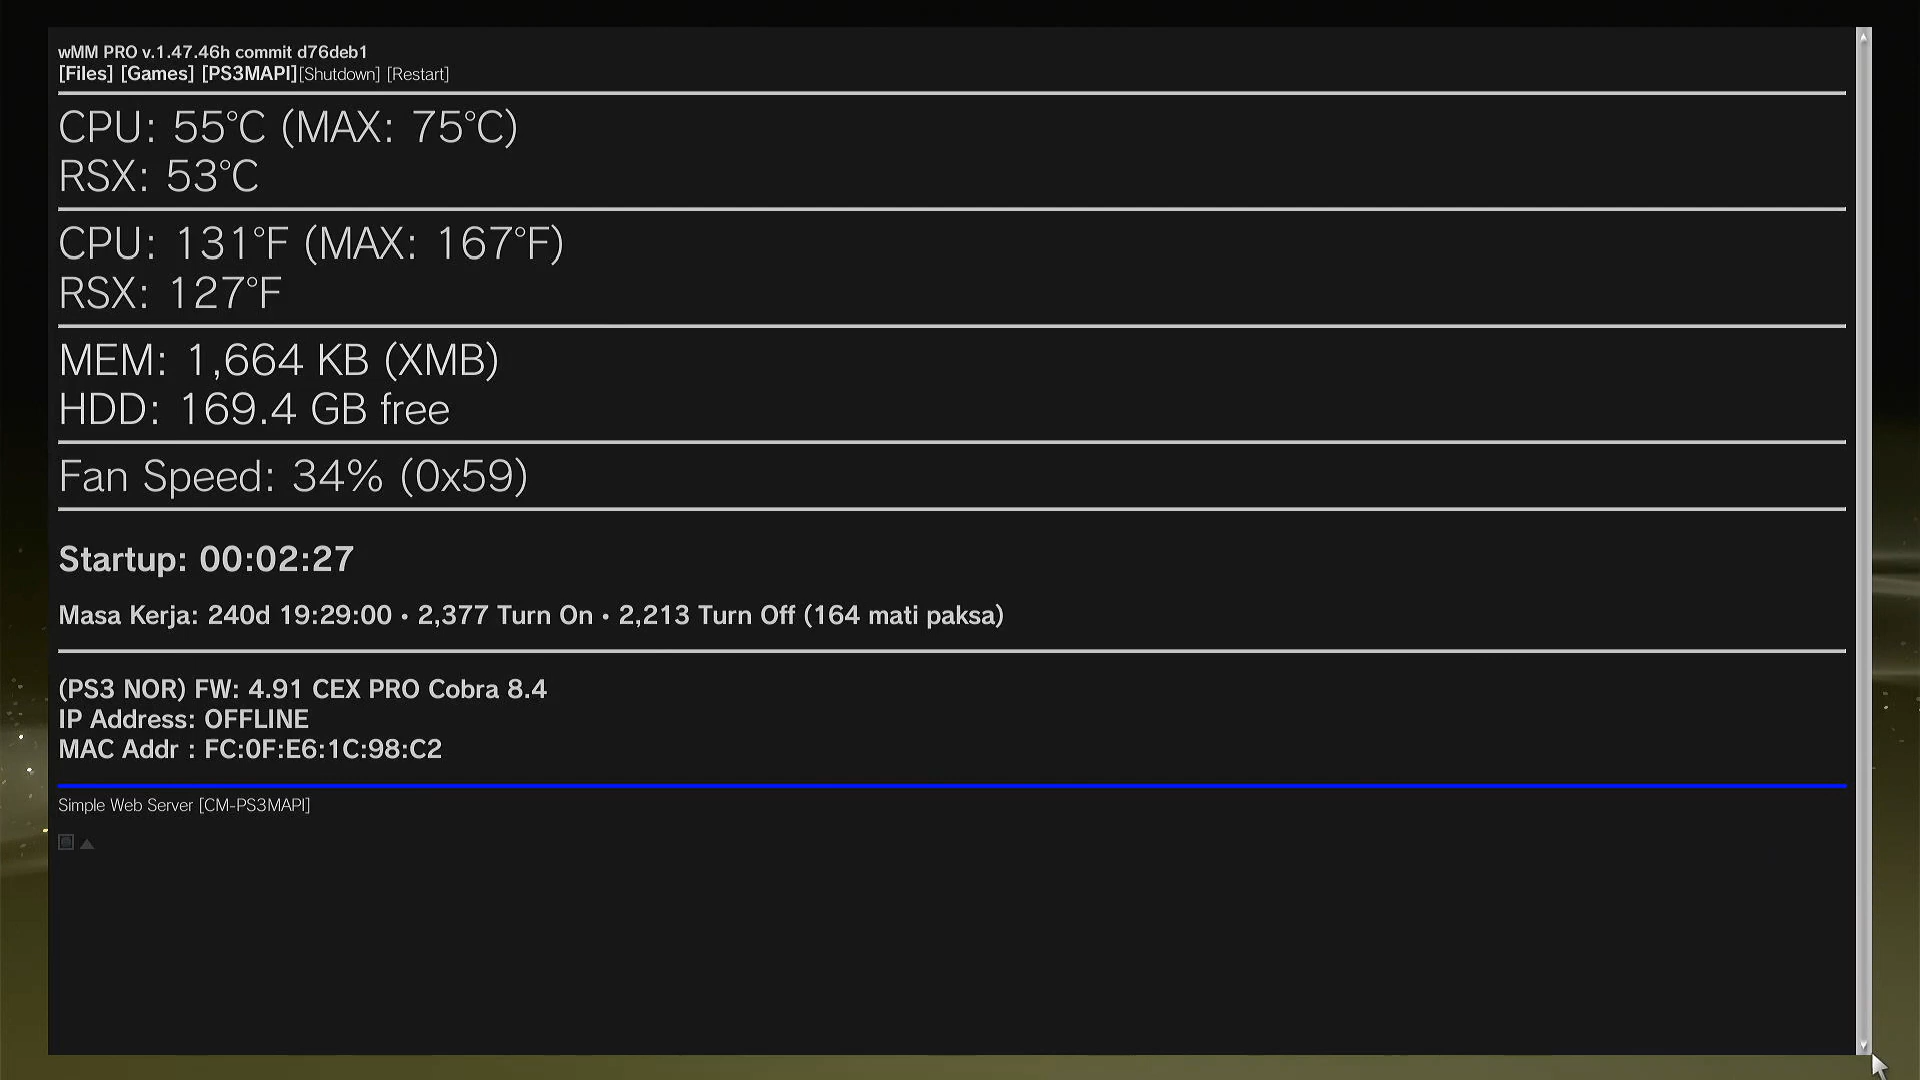 wMM PRO v.1.47.46h commit d76deb1
[Files] [Games] [PS3MAPI][Shutdown] [Restart]
CPU: 55°C (MAX: 75°C)
RSX: 53°C
CPU: 131°F (MAX: 167°F)
RSX: 127°F
MEM: 1,664 KB (XMB)
HDD: 169.4 GB free
Fan Speed: 34% (0x59)
Startup: 00:02:27
Masa Kerja: 240d 19:29:00 • 2,377 Turn On • 2,213 Turn Off (164 mati paksa)
(PS3 NOR) FW: 4.91 CEX PRO Cobra 8.4
IP Address: OFFLINE
MAC Addr : FC:0F:E6:1C:98:C2
Simple Web Server [CM-PS3MAPI]